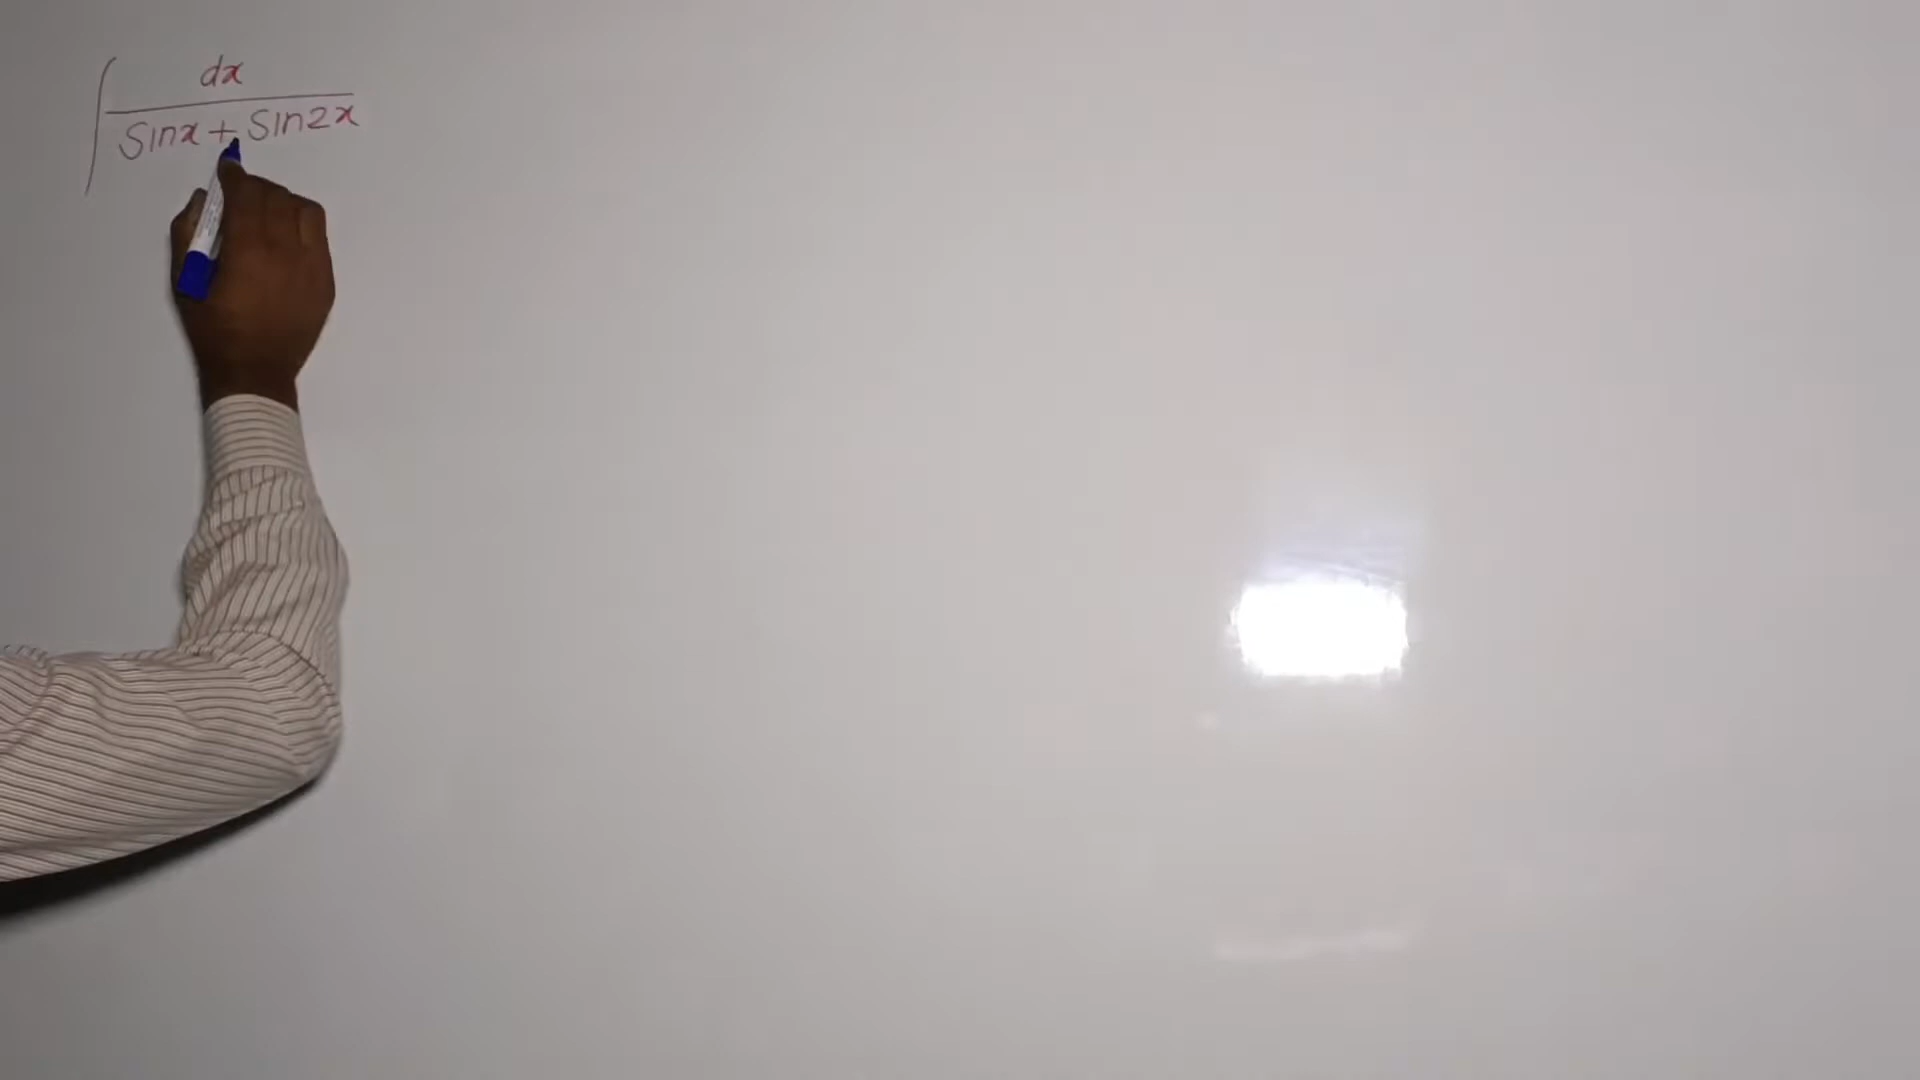 ∫ dx
Sinx + Sin2x